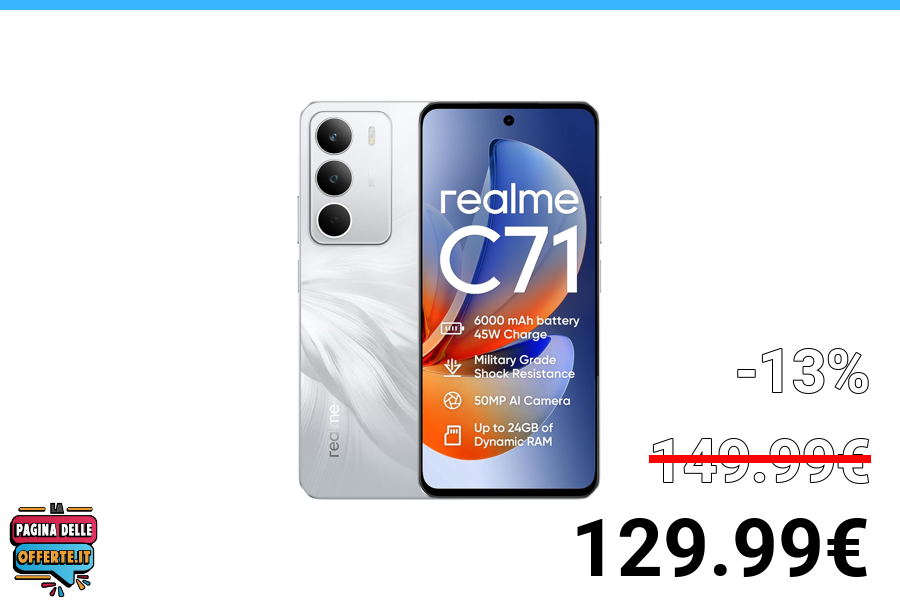 realme
C71
6000 mAh battery
45W Charge
Military Grade
Shock Resistance
50MP AI Camera
Up to 24GB of
Dynamic RAM
realme
-13%
149.99€
129.99€
LA
PAGINA DELLE
OFFERTE.IT